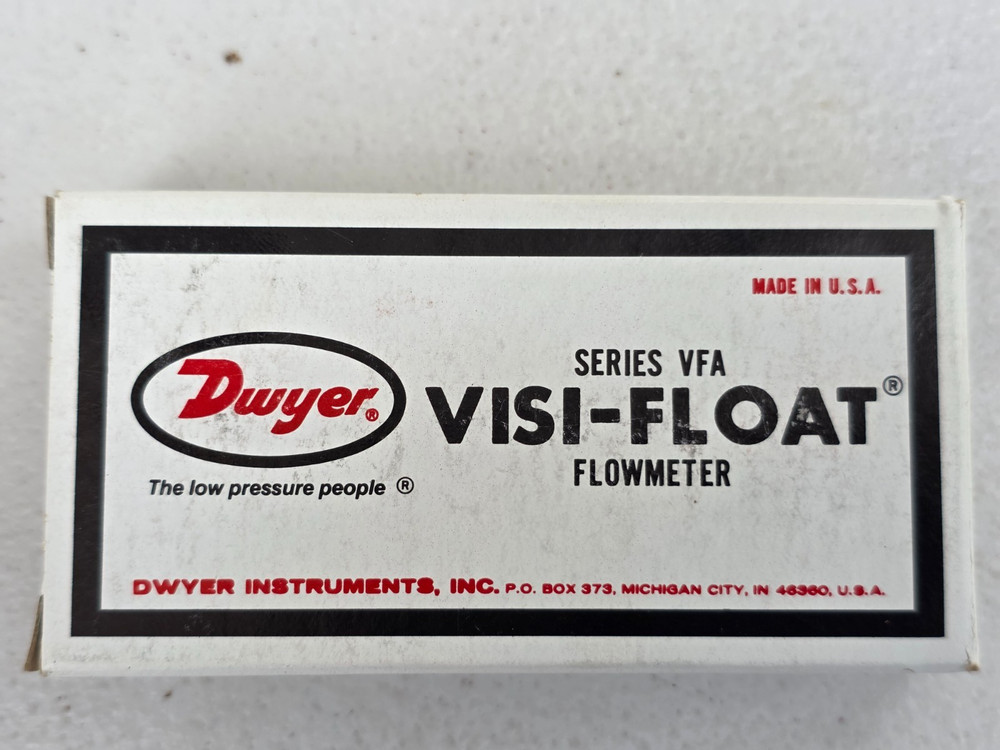 MADE IN U.S.A.
SERIES VFA
Dwyer®
VISI-FLOAT®
FLOWMETER
The low pressure people ®
DWYER INSTRUMENTS, INC. P.O. BOX 373, MICHIGAN CITY, IN 46360, U.S.A.